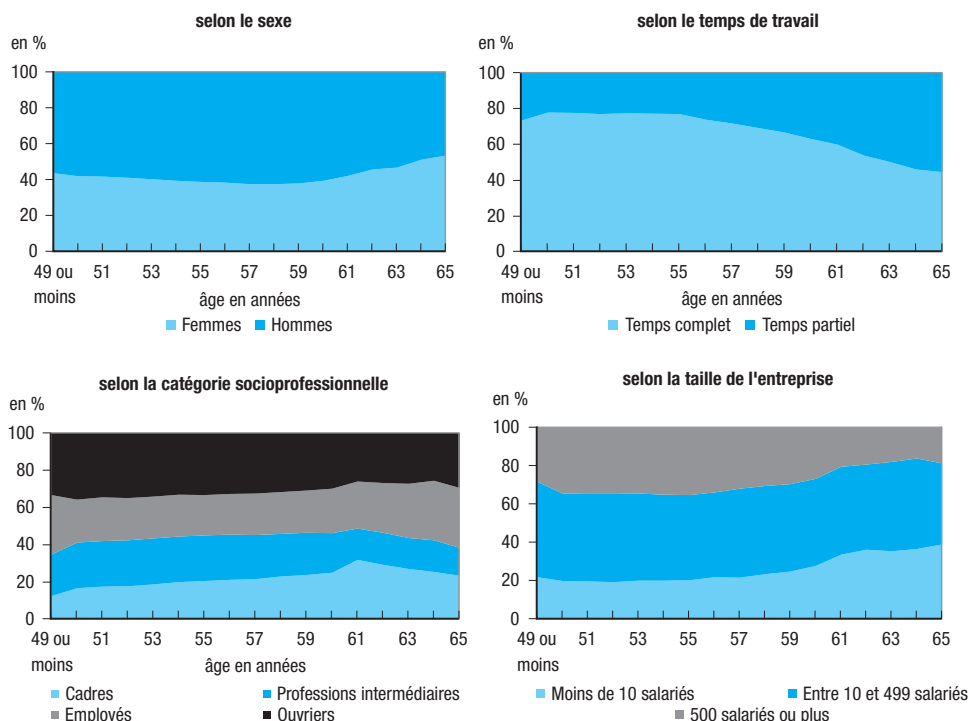 selon le sexe
en %
100
80
60
40
20
0
49 ou moins 51 53 55 57 59 61 63 65
âge en années
Femmes Hommes
selon le temps de travail
en %
100
80
60
40
20
0
49 ou moins 51 53 55 57 59 61 63 65
âge en années
Temps complet Temps partiel
selon la catégorie socioprofessionnelle
en %
100
80
60
40
20
0
49 ou moins 51 53 55 57 59 61 63 65
âge en années
Cadres Professions intermédiaires
Employés Ouvriers
selon la taille de l'entreprise
en %
100
80
60
40
20
0
49 ou moins 51 53 55 57 59 61 63 65
âge en années
Moins de 10 salariés Entre 10 et 499 salariés
500 salariés ou plus